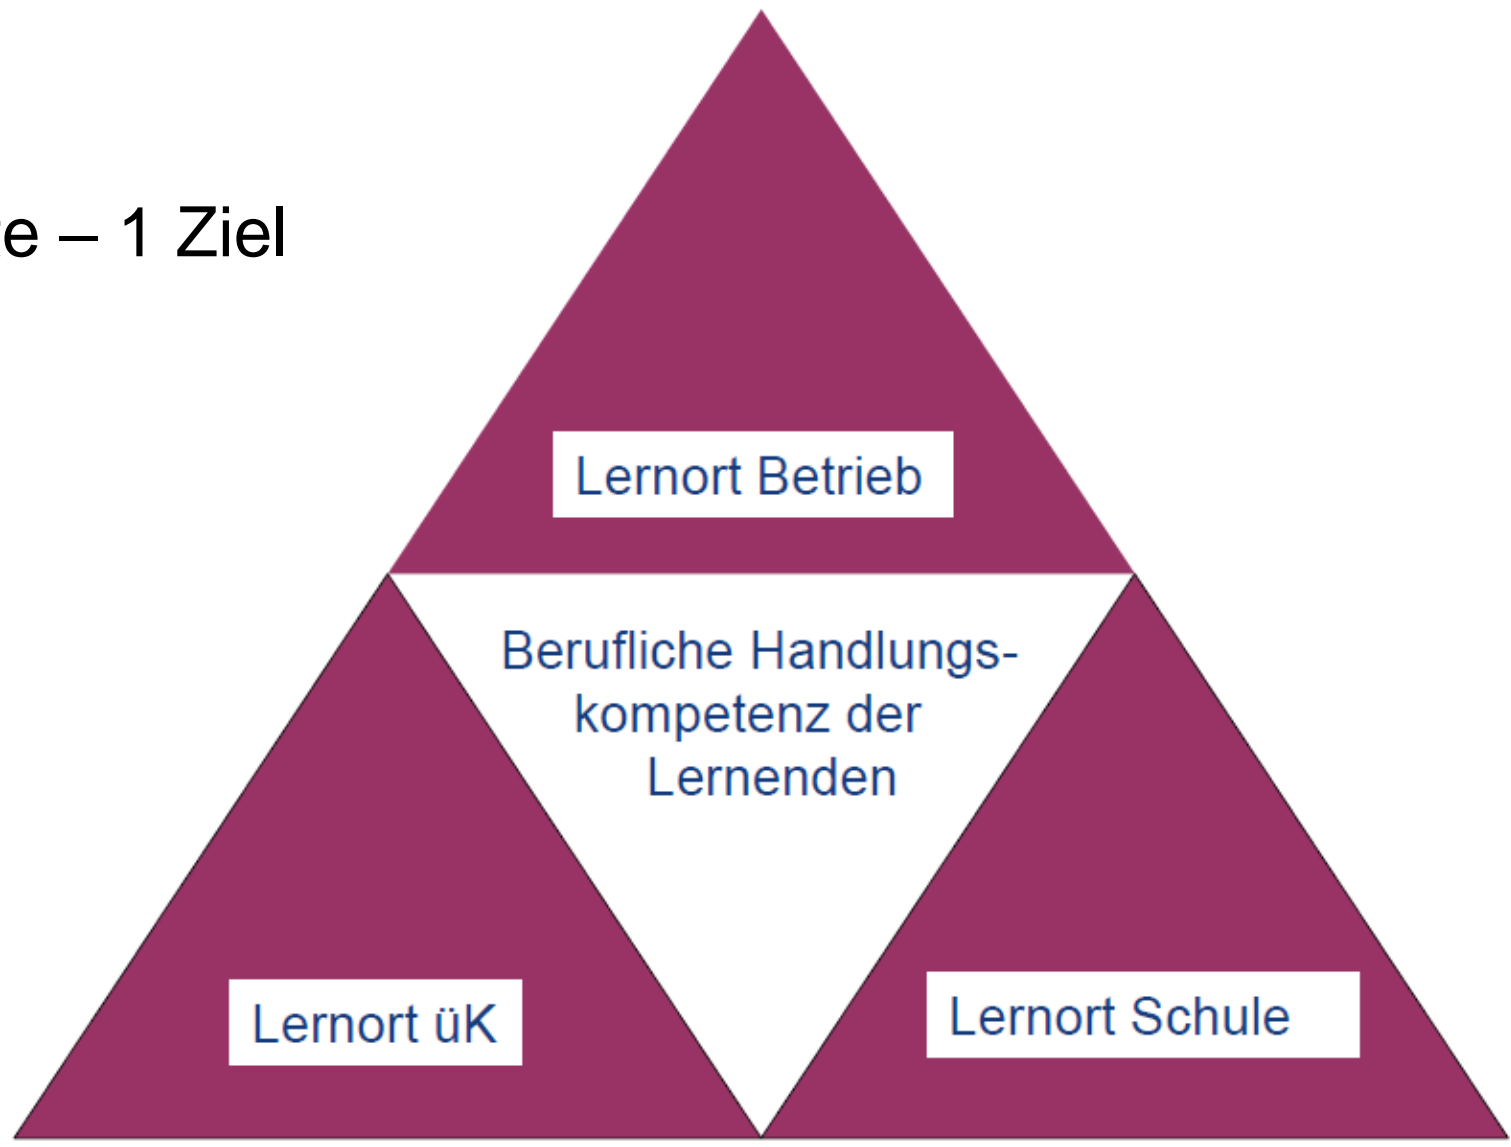 – 1 Ziel
Lernort Betrieb
Berufliche Handlungs-
kompetenz der
Lernenden
Lernort üK
Lernort Schule